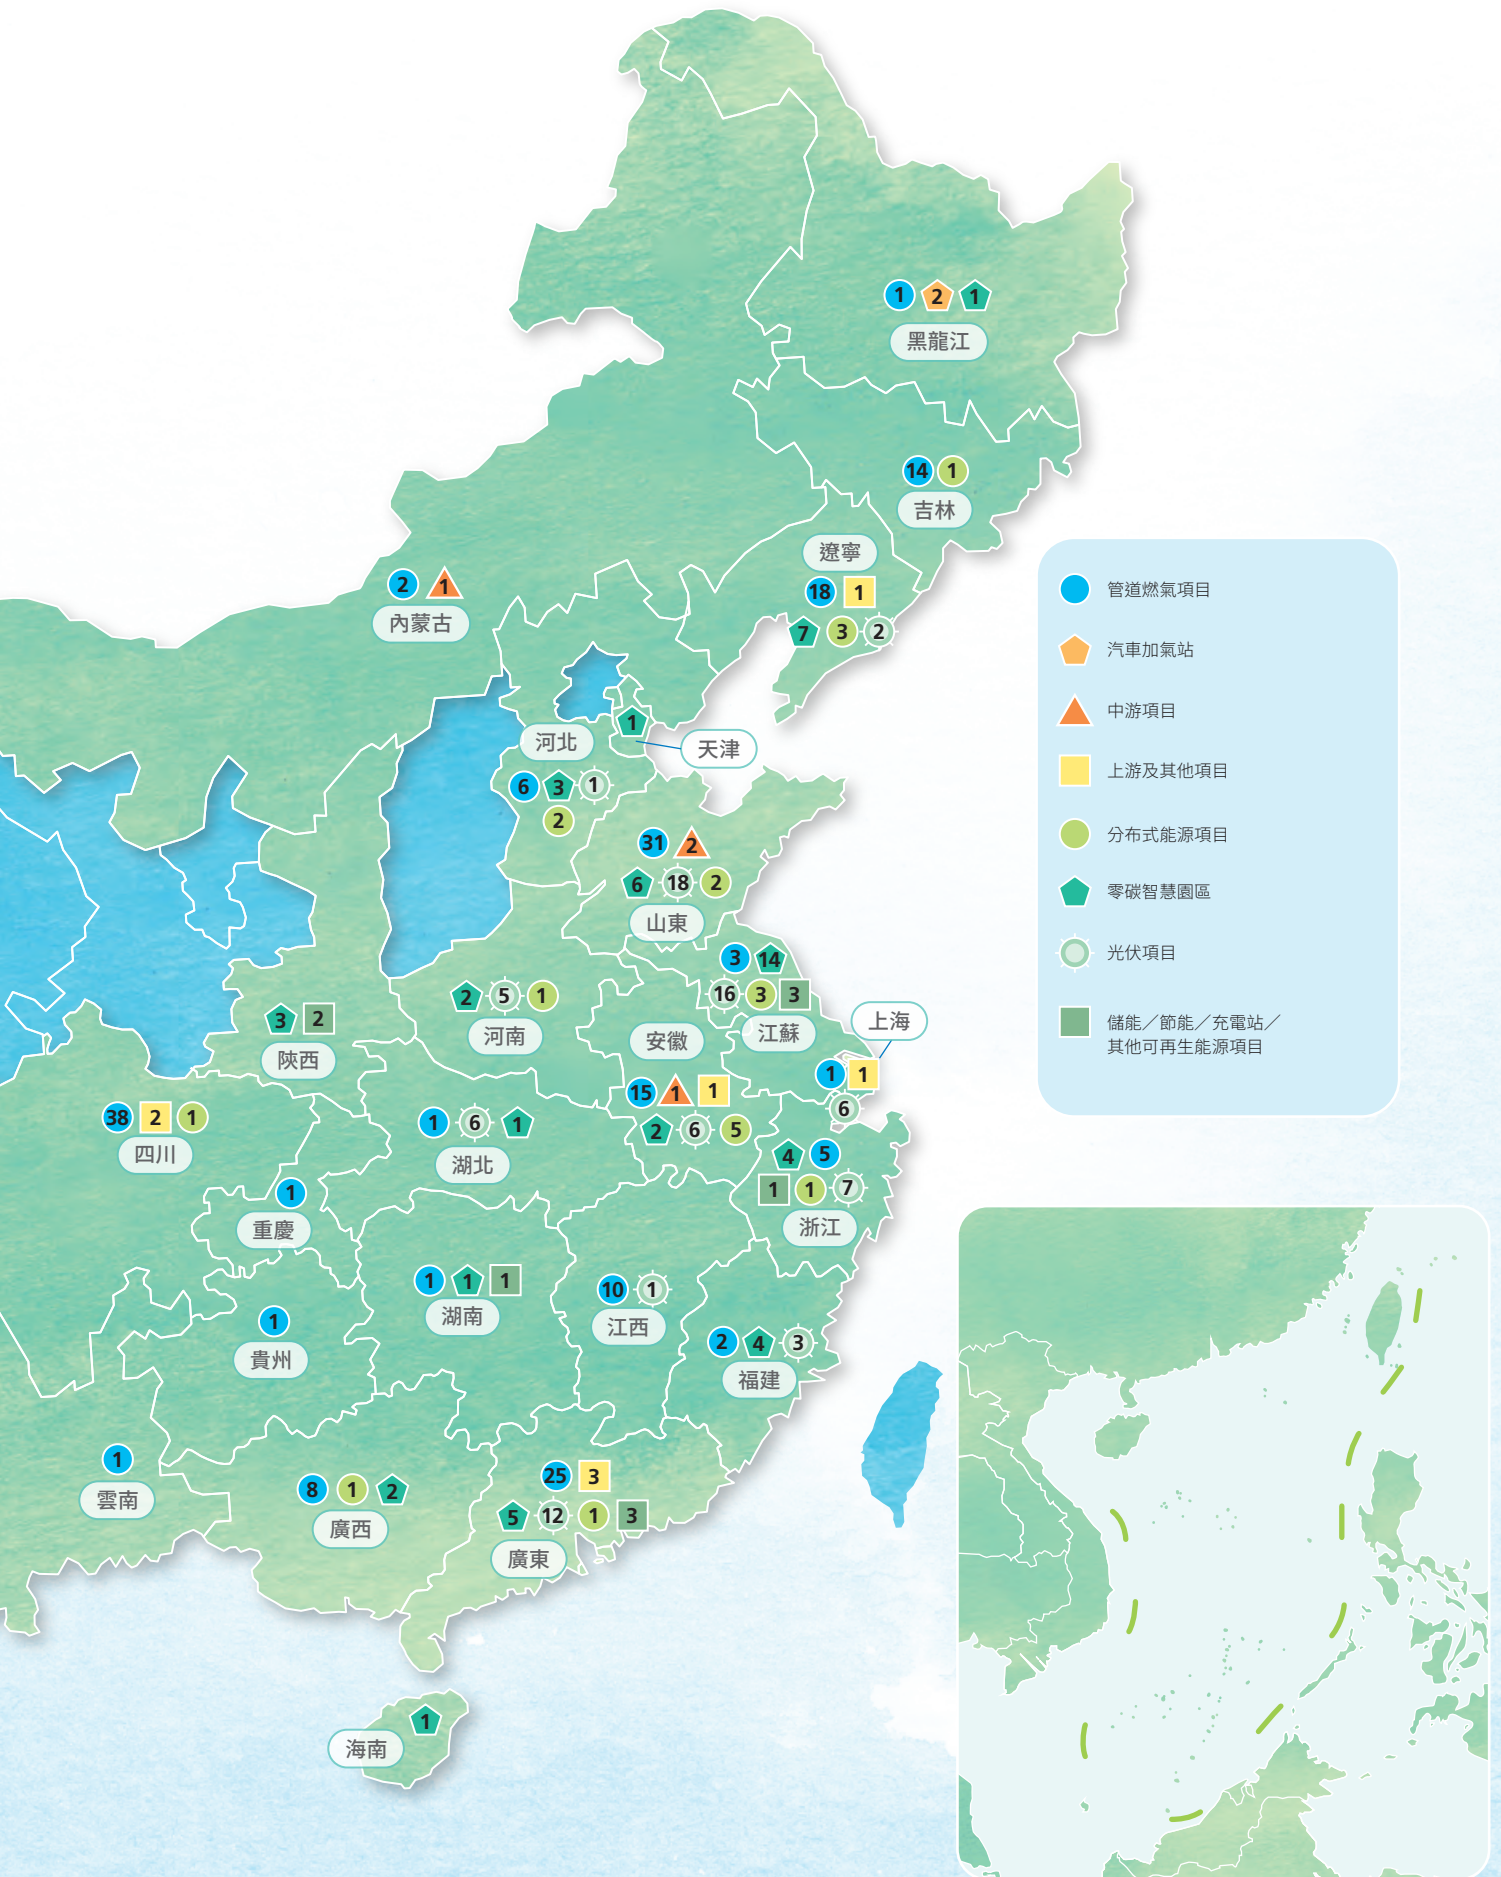 1 2 1
黑龍江
14 1
吉林
遼寧
18 1
7 3 2
2 1
內蒙古
1
天津
河北
6 3 1
2
31 2
6 18 2
山東
3 14
16 3 3
江蘇
上海
1 1
6
2 5 1
河南
3 2
陝西
安徽
15 1 1
2 6 5
38 2 1
四川
1 6 1
湖北
4 5
1 1 7
浙江
1
重慶
1 1 1
湖南
10 1
江西
1
貴州
2 4 3
福建
1
雲南
8 1 2
廣西
25 3
5 12 1 3
廣東
1
海南
管道燃氣項目
汽車加氣站
中游項目
上游及其他項目
分布式能源項目
零碳智慧園區
光伏項目
儲能／節能／充電站／
其他可再生能源項目